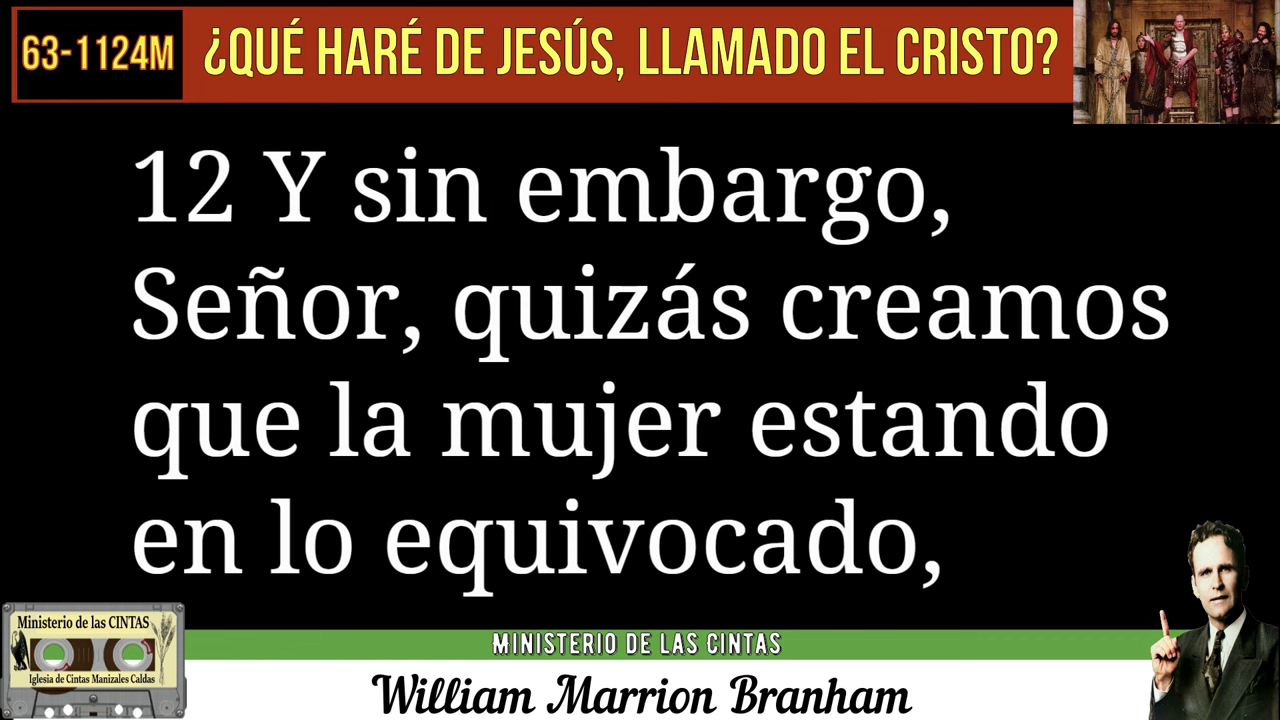 63-1124M
¿QUÉ HARÉ DE JESÚS, LLAMADO EL CRISTO?
12 Y sin embargo,
Señor, quizás creamos
que la mujer estando
en lo equivocado,
Ministerio de las CINTAS
Iglesia de Cintas Manizales Caldas
MINISTERIO DE LAS CINTAS
William Marrion Branham